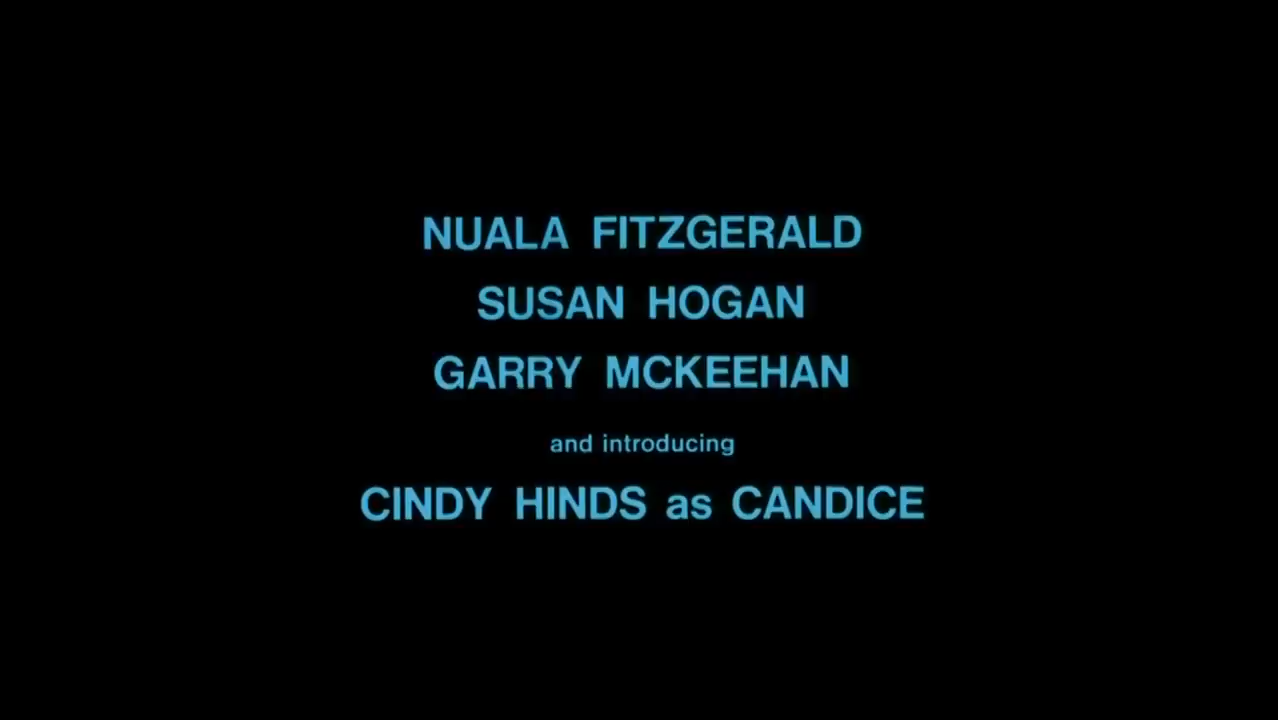 NUALA FITZGERALD
SUSAN HOGAN
GARRY MCKEEHAN
and introducing
CINDY HINDS as CANDICE